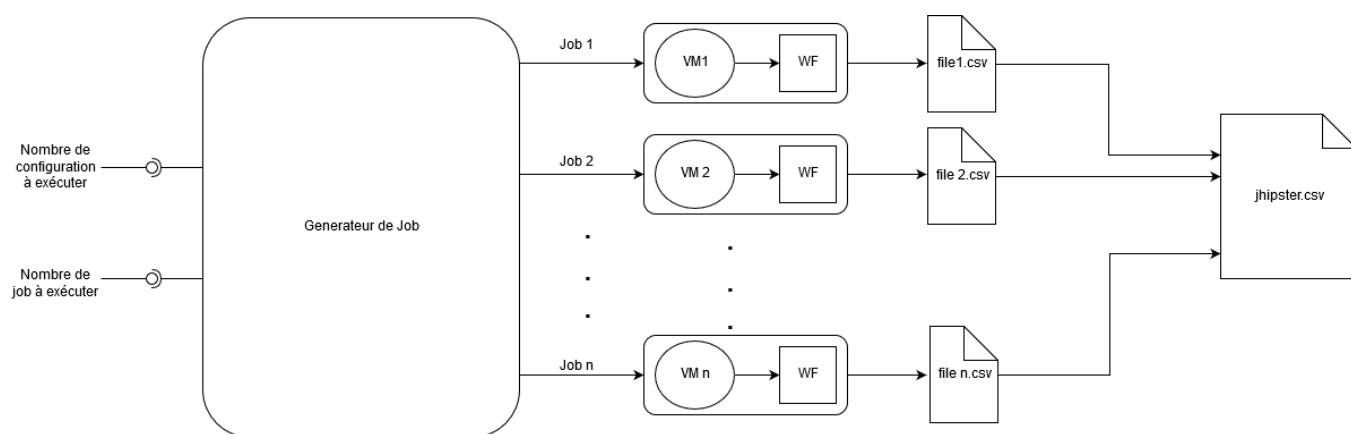 Nombre de
configuration
à exécuter
Nombre de
job à exécuter
Generateur de Job
Job 1
VM1
WF
file1.csv
Job 2
VM 2
WF
file 2.csv
Job n
VM n
WF
file n.csv
jhipster.csv